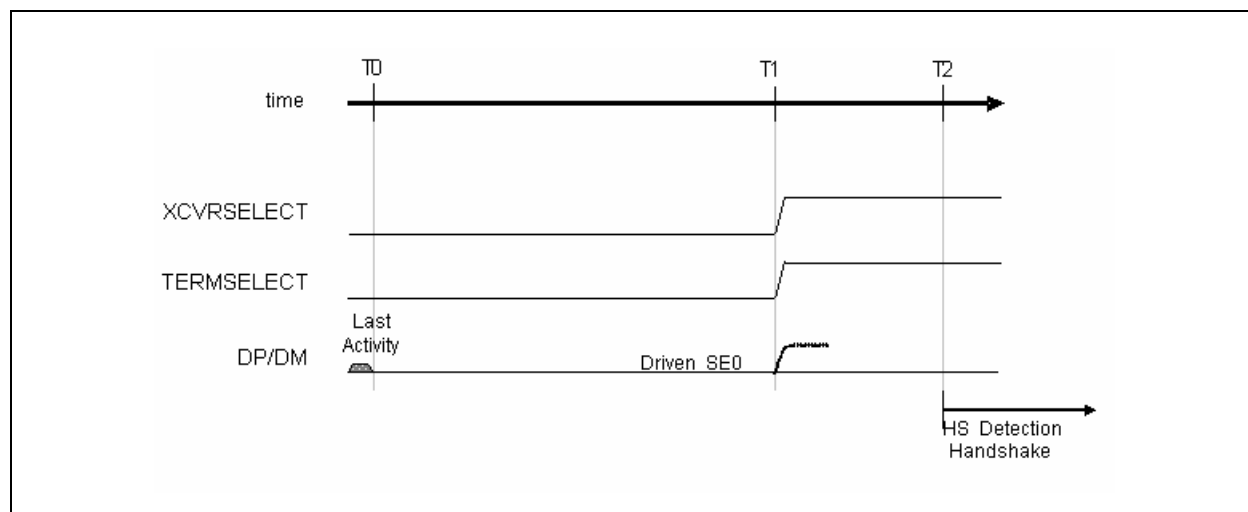 T0 T1 T2
time
XCVRSELECT
TERMSELECT
Last
Activity
DP/DM
Driven SE0
HS Detection
Handshake